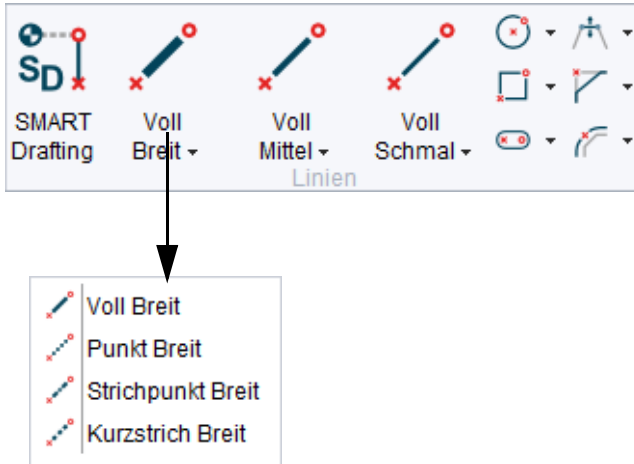 SD
SMART
Drafting
Voll
Breit
Voll
Mittel
Voll
Schmal
Linien
Voll Breit
Punkt Breit
Strichpunkt Breit
Kurzstrich Breit